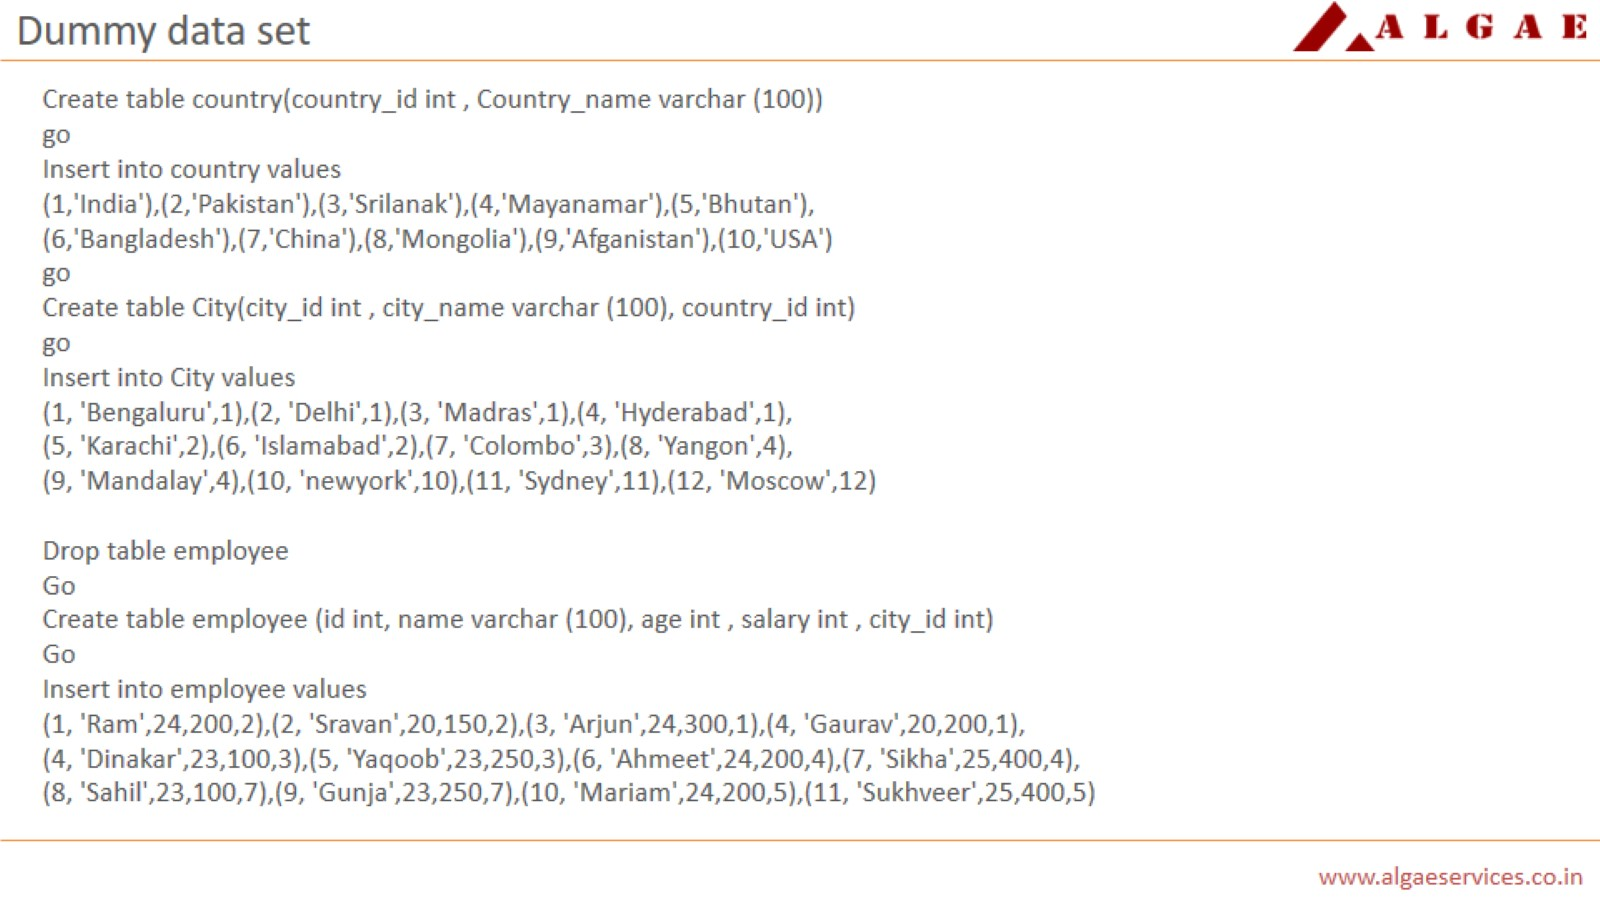 Dummy data set
ALGAE
Create table country(country_id int , Country_name varchar (100))
go
Insert into country values
(1,'India'),(2,'Pakistan'),(3,'Srilanak'),(4,'Mayanamar'),(5,'Bhutan'),
(6,'Bangladesh'),(7,'China'),(8,'Mongolia'),(9,'Afganistan'),(10,'USA')
go
Create table City(city_id int , city_name varchar (100), country_id int)
go
Insert into City values
(1, 'Bengaluru',1),(2, 'Delhi',1),(3, 'Madras',1),(4, 'Hyderabad',1),
(5, 'Karachi',2),(6, 'Islamabad',2),(7, 'Colombo',3),(8, 'Yangon',4),
(9, 'Mandalay',4),(10, 'newyork',10),(11, 'Sydney',11),(12, 'Moscow',12)
Drop table employee
Go
Create table employee (id int, name varchar (100), age int , salary int , city_id int)
Go
Insert into employee values
(1, 'Ram',24,200,2),(2, 'Sravan',20,150,2),(3, 'Arjun',24,300,1),(4, 'Gaurav',20,200,1),
(4, 'Dinakar',23,100,3),(5, 'Yaqoob',23,250,3),(6, 'Ahmeet',24,200,4),(7, 'Sikha',25,400,4),
(8, 'Sahil',23,100,7),(9, 'Gunja',23,250,7),(10, 'Mariam',24,200,5),(11, 'Sukhveer',25,400,5)
www.algaeservices.co.in